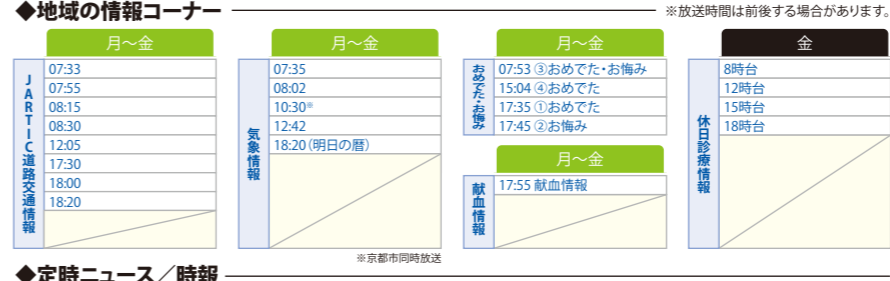 ◆地域の情報コーナー
※放送時間は前後する場合があります。
月～金
JARTIC道路交通情報
07:33
07:55
08:15
08:30
12:05
17:30
18:00
18:20
月～金
気象情報
07:35
08:02
10:30※
12:42
18:20(明日の暦)
※京都市同時放送
月～金
おめでた・お悔み
07:53 ③おめでた・お悔み
15:04 ④おめでた
17:35 ①おめでた
17:45 ②お悔み
月～金
献血情報
17:55 献血情報
金
休日診療情報
8時台
12時台
15時台
18時台
◆定時ニュース／時報